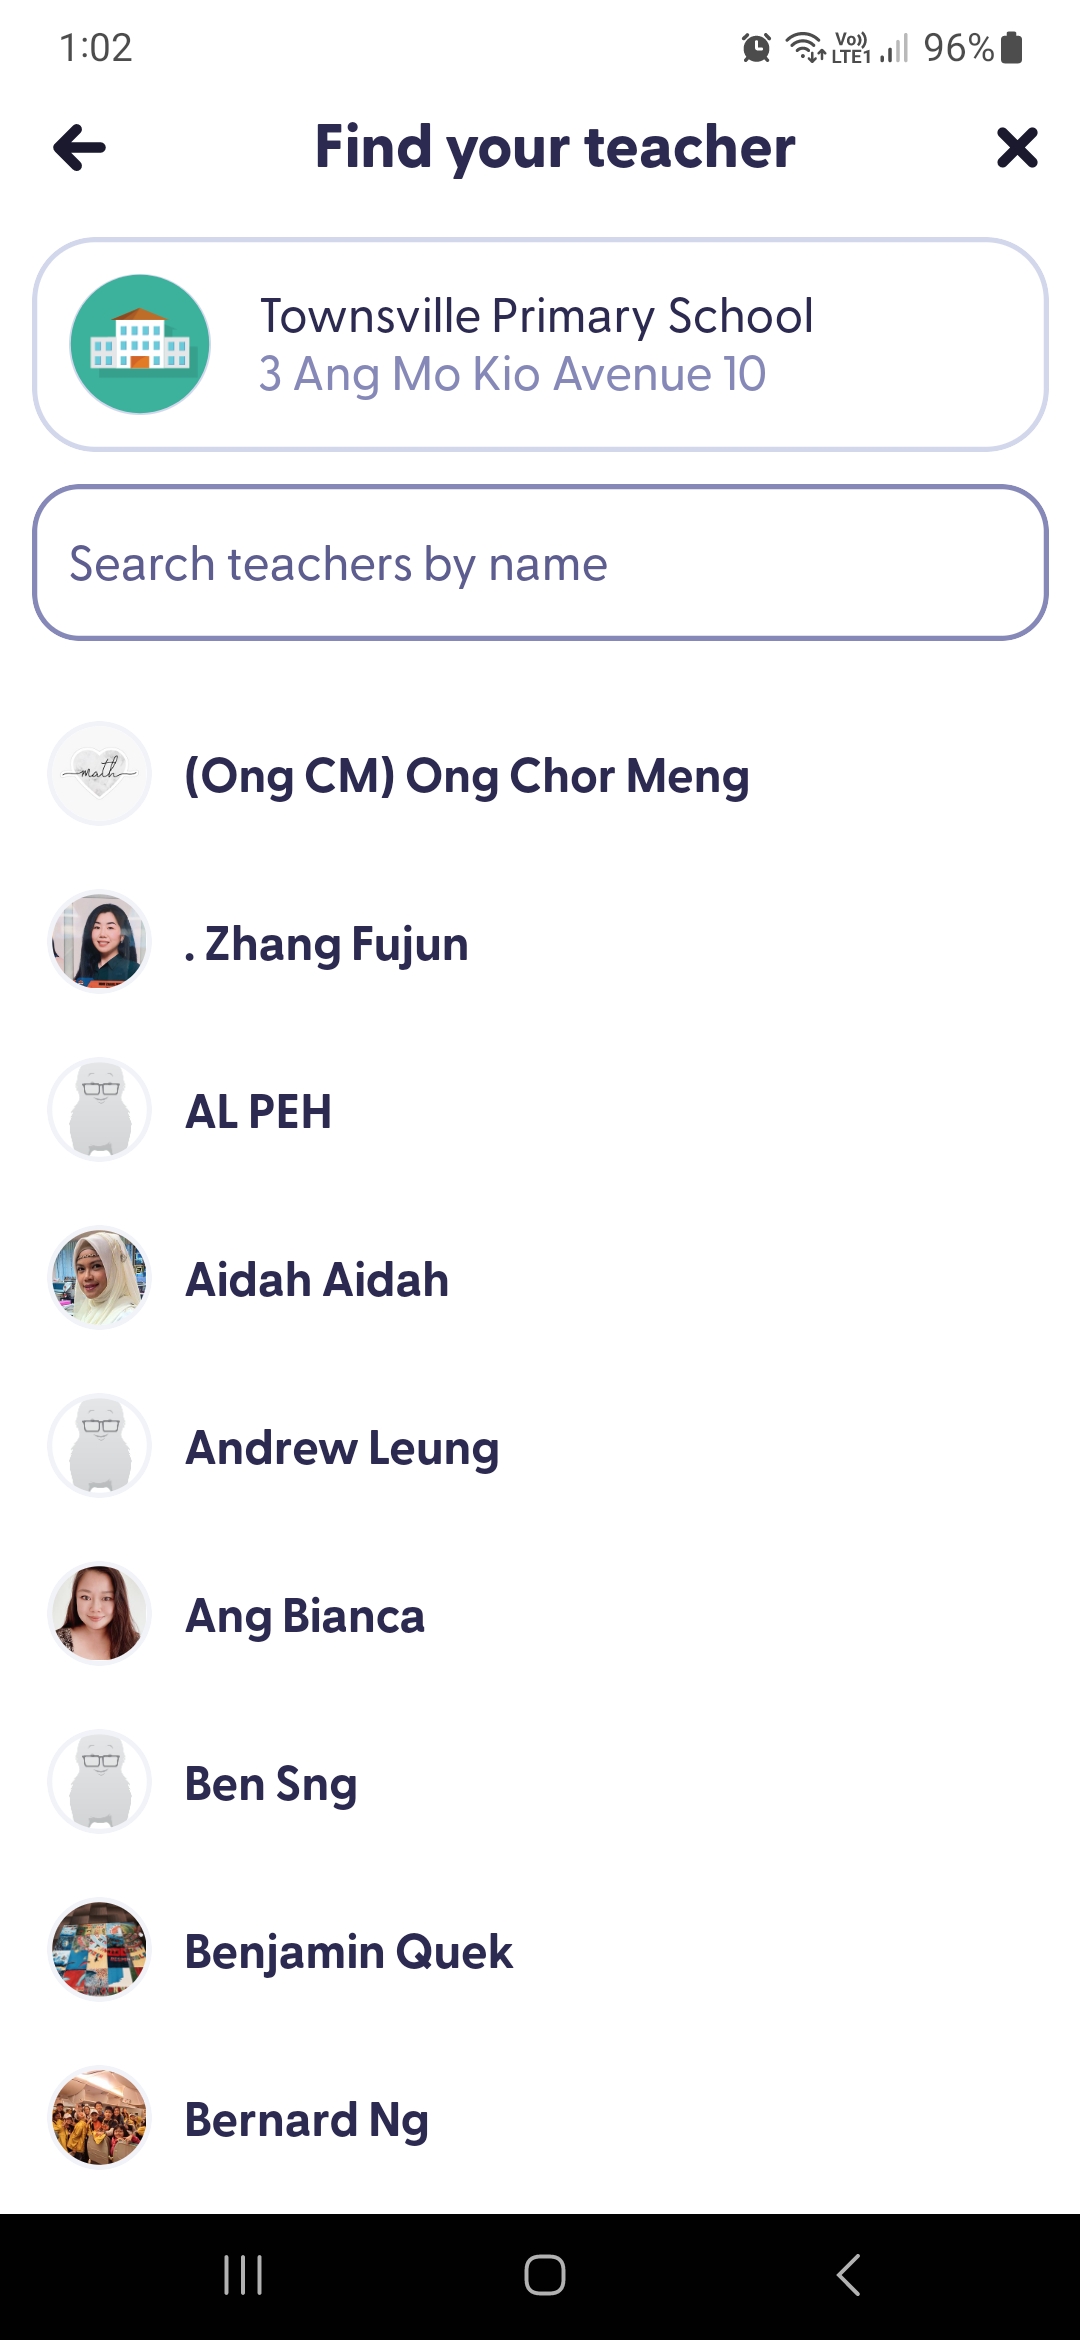 1:02
Vo))
LTE1
96%
Find your teacher
Townsville Primary School
3 Ang Mo Kio Avenue 10
Search teachers by name
math
(Ong CM) Ong Chor Meng
. Zhang Fujun
AL PEH
Aidah Aidah
Andrew Leung
Ang Bianca
Ben Sng
Benjamin Quek
Bernard Ng